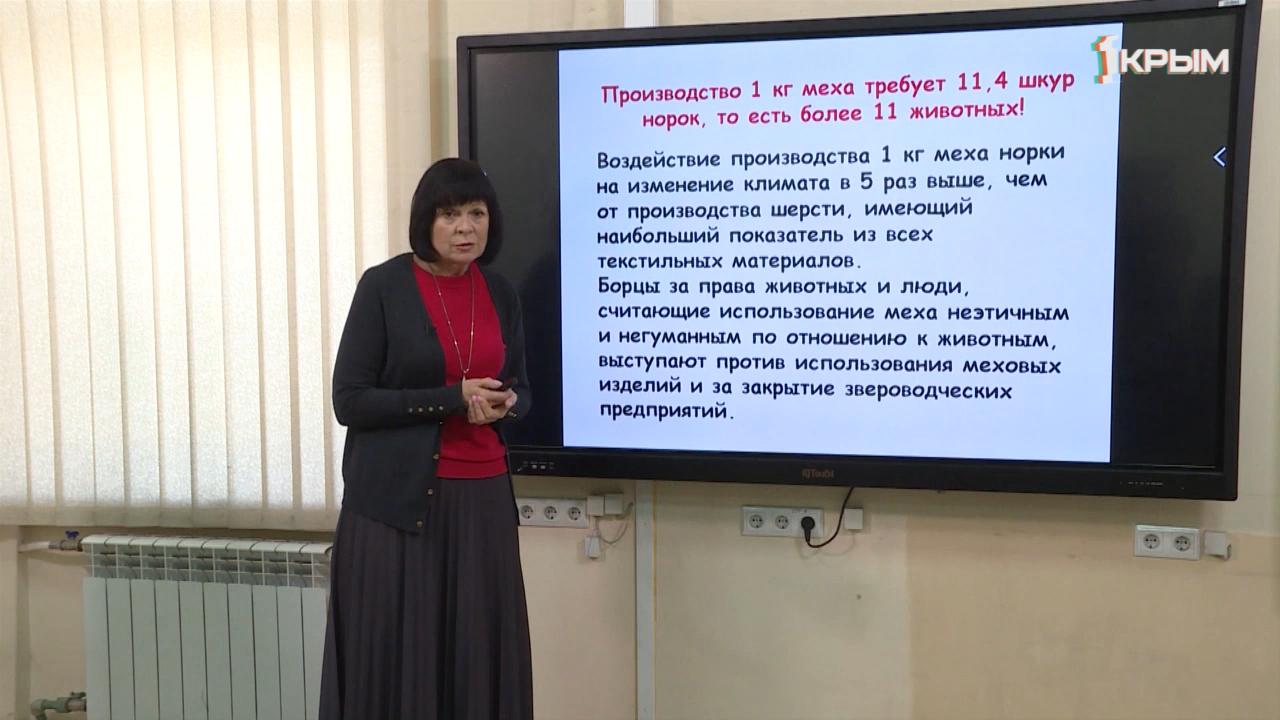 1КРЫМ
Производство 1 кг меха требует 11,4 шкур
норок, то есть более 11 животных!
Воздействие производства 1 кг меха норки
на изменение климата в 5 раз выше, чем
от производства шерсти, имеющий
наибольший показатель из всех
текстильных материалов.
Борцы за права животных и люди,
считающие использование меха неэтичным
и негуманным по отношению к животным,
выступают против использования меховых
изделий и за закрытие звероводческих
предприятий.